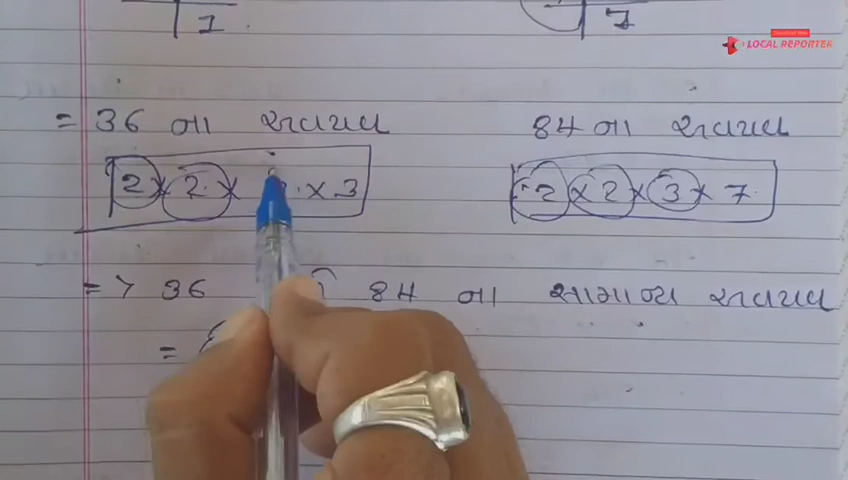 1 7
LOCAL REPORTER
= 36 ના અવયવ 84 ના અવયવ
2 × 2 × × 3 2 × 2 × 3 × 7
=> 36 84 ના સામાન્ય અવયવ
=